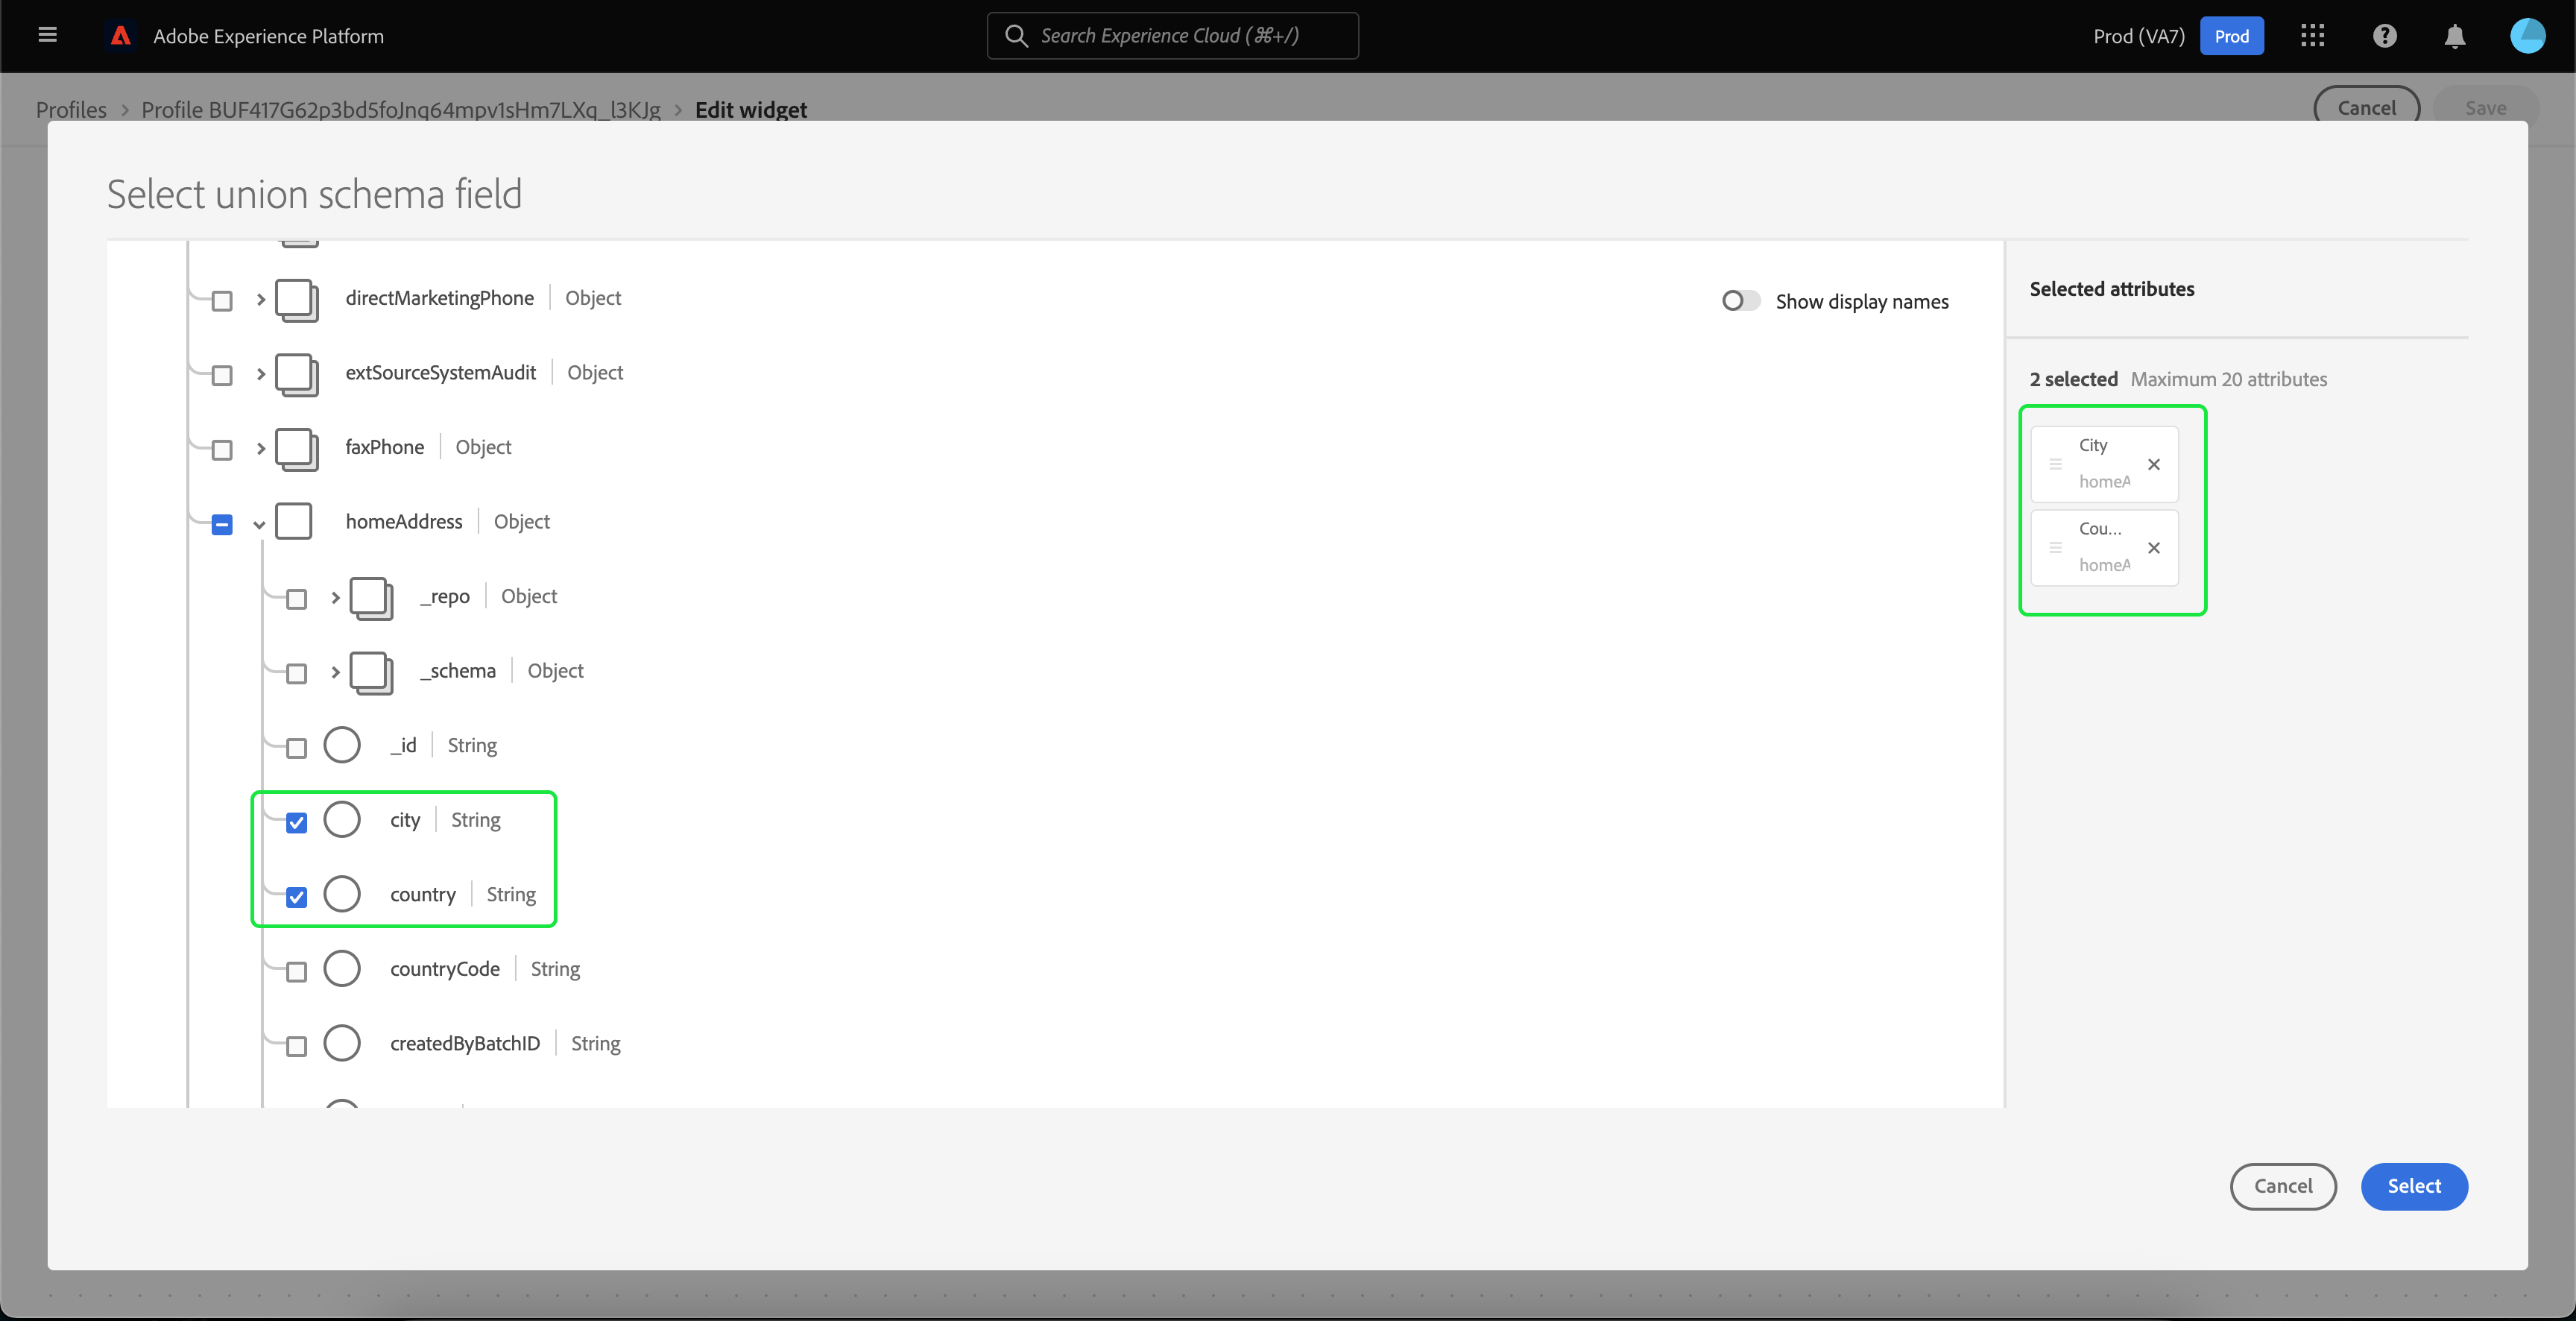 Adobe Experience Platform
Search Experience Cloud (⌘+/)
Prod (VA7)
Prod
Profiles > Profile BUF417G62p3bd5foJnq64mpv1sHm7LXq_l3KJg > Edit widget
Cancel
Save
Select union schema field
directMarketingPhone Object
Show display names
extSourceSystemAudit Object
faxPhone Object
homeAddress Object
_repo Object
_schema Object
_id String
city String
country String
countryCode String
createdByBatchID String
Selected attributes
2 selected Maximum 20 attributes
City
homeA
Cou...
homeA
Cancel
Select